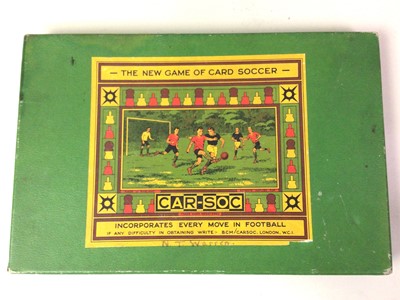 — THE NEW GAME OF CARD SOCCER —
CAR-SOC
INCORPORATES EVERY MOVE IN FOOTBALL
IF ANY DIFFICULTY IN OBTAINING WRITE: BCM/CARSOC, LONDON, W.C.1.